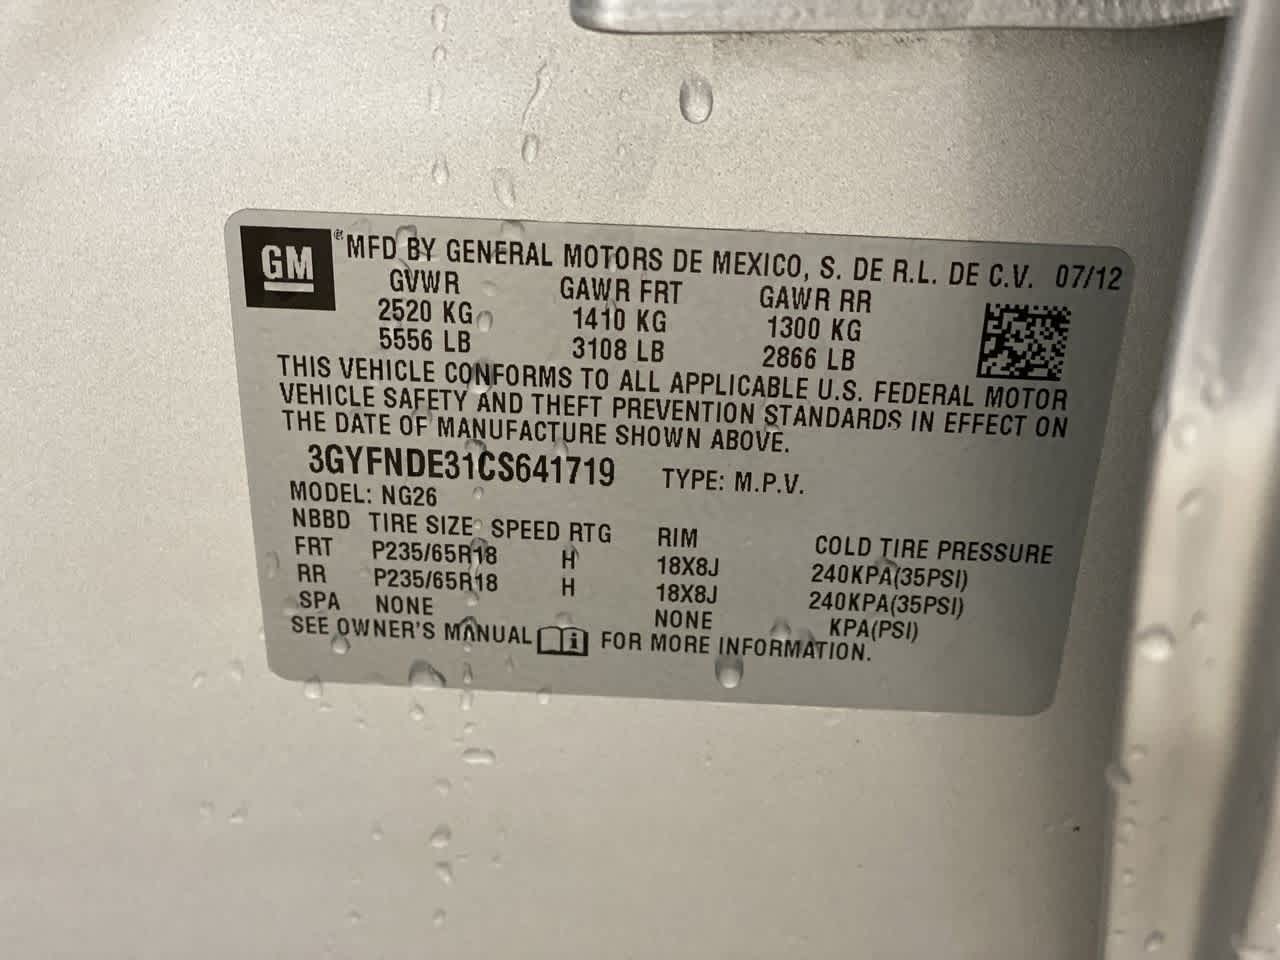 GM ® MFD BY GENERAL MOTORS DE MEXICO, S. DE R.L. DE C.V. 07/12
GVWR GAWR FRT GAWR RR
2520 KG 1410 KG 1300 KG
5556 LB 3108 LB 2866 LB
THIS VEHICLE CONFORMS TO ALL APPLICABLE U.S. FEDERAL MOTOR
VEHICLE SAFETY AND THEFT PREVENTION STANDARDS IN EFFECT ON
THE DATE OF MANUFACTURE SHOWN ABOVE.
3GYFNDE31CS641719 TYPE: M.P.V.
MODEL: NG26
NBBD TIRE SIZE SPEED RTG RIM COLD TIRE PRESSURE
FRT P235/65R18 H 18X8J 240KPA(35PSI)
RR P235/65R18 H 18X8J 240KPA(35PSI)
SPA NONE NONE KPA(PSI)
SEE OWNER'S MANUAL i FOR MORE INFORMATION.